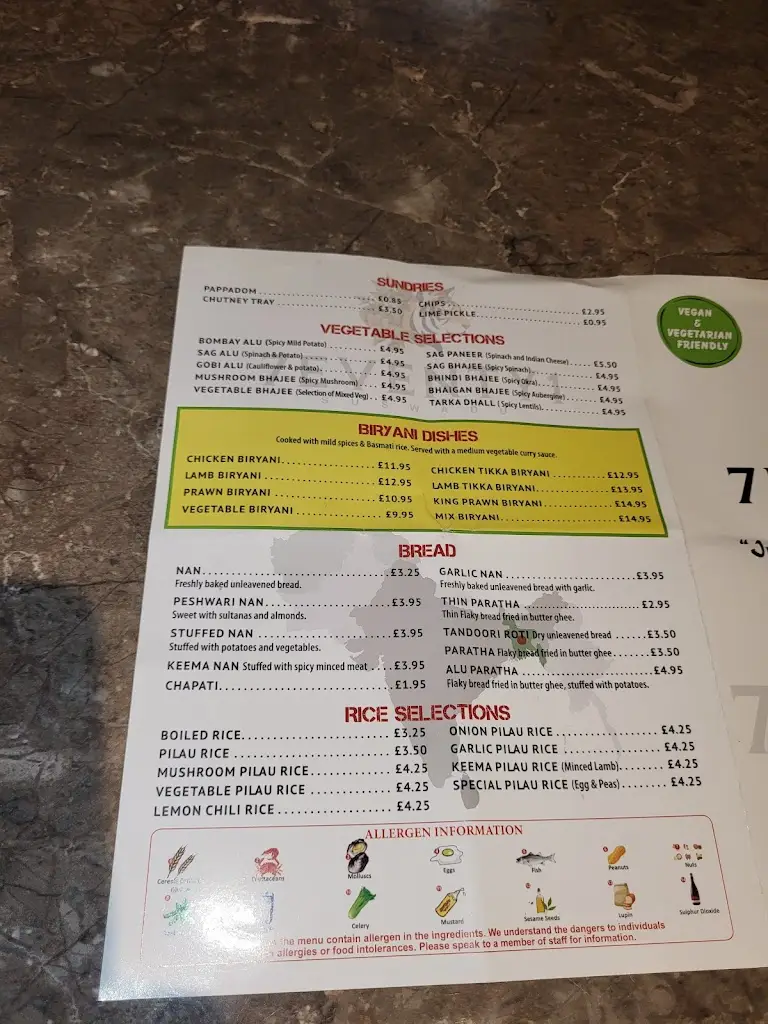 SUNDRIES
PAPPADOM ........ £0.85
CHUTNEY TRAY ........ £3.50
CHIPS ........ £2.95
LIME PICKLE ........ £0.95
VEGETABLE SELECTIONS
BOMBAY ALU (Spicy Mild Potato) ........ £4.95
SAG ALU (Spinach & Potato) ........ £4.95
GOBI ALU (Cauliflower & potato) ........ £4.95
MUSHROOM BHAJEE (Spicy Mushroom) ........ £4.95
VEGETABLE BHAJEE (Selection of Mixed Veg) .. £4.95
SAG PANEER (Spinach and Indian Cheese) ........ £5.50
SAG BHAJEE (Spicy Spinach) ........ £4.95
BHINDI BHAJEE (Spicy Okra) ........ £4.95
BHAIGAN BHAJEE (Spicy Aubergine) ........ £4.95
TARKA DHALL (Spicy Lentils) ........ £4.95
BIRYANI DISHES
Cooked with mild spices & Basmati rice. Served with a medium vegetable curry sauce.
CHICKEN BIRYANI ........ £11.95
LAMB BIRYANI ........ £12.95
PRAWN BIRYANI ........ £10.95
VEGETABLE BIRYANI ........ £9.95
CHICKEN TIKKA BIRYANI ........ £12.95
LAMB TIKKA BIRYANI ........ £13.95
KING PRAWN BIRYANI ........ £14.95
MIX BIRYANI ........ £14.95
BREAD
NAN ........ £3.25
Freshly baked unleavened bread.
PESHWARI NAN ........ £3.95
Sweet with sultanas and almonds.
STUFFED NAN ........ £3.95
Stuffed with potatoes and vegetables.
KEEMA NAN Stuffed with spicy minced meat .... £3.95
CHAPATI ........ £1.95
GARLIC NAN ........ £3.95
Freshly baked unleavened bread with garlic.
THIN PARATHA ........ £2.95
Thin Flaky bread fried in butter ghee.
TANDOORI ROTI Dry unleavened bread ...... £3.50
PARATHA Flaky bread fried in butter ghee ....... £3.50
ALU PARATHA ........ £4.95
Flaky bread fried in butter ghee, stuffed with potatoes.
RICE SELECTIONS
BOILED RICE ........ £3.25
PILAU RICE ........ £3.50
MUSHROOM PILAU RICE ........ £4.25
VEGETABLE PILAU RICE ........ £4.25
LEMON CHILI RICE ........ £4.25
ONION PILAU RICE ........ £4.25
GARLIC PILAU RICE ........ £4.25
KEEMA PILAU RICE (Minced Lamb) ........ £4.25
SPECIAL PILAU RICE (Egg & Peas) ........ £4.25
ALLERGEN INFORMATION
Crustaceans Molluscs Eggs Fish Peanuts Nuts
Celery Mustard Sesame Seeds Lupin Sulphur Dioxide
the menu contain allergen in the ingredients. We understand the dangers to individuals
allergies or food intolerances. Please speak to a member of staff for information.
VEGAN
&
VEGETARIAN
FRIENDLY
7